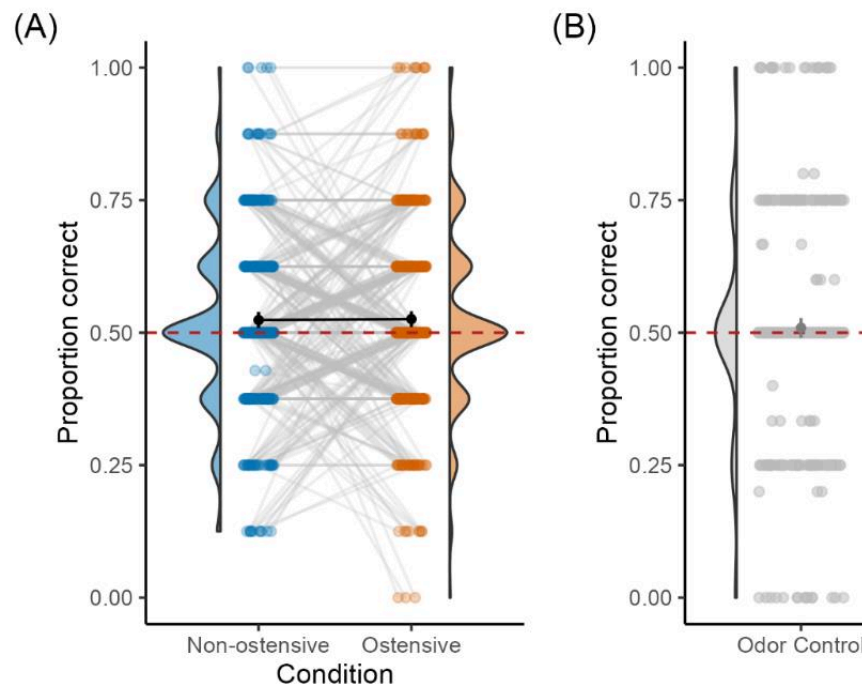 (A)
Proportion correct
1.00
0.75
0.50
0.25
0.00
Non-ostensive
Ostensive
Condition
(B)
Proportion correct
1.00
0.75
0.50
0.25
0.00
Odor Control